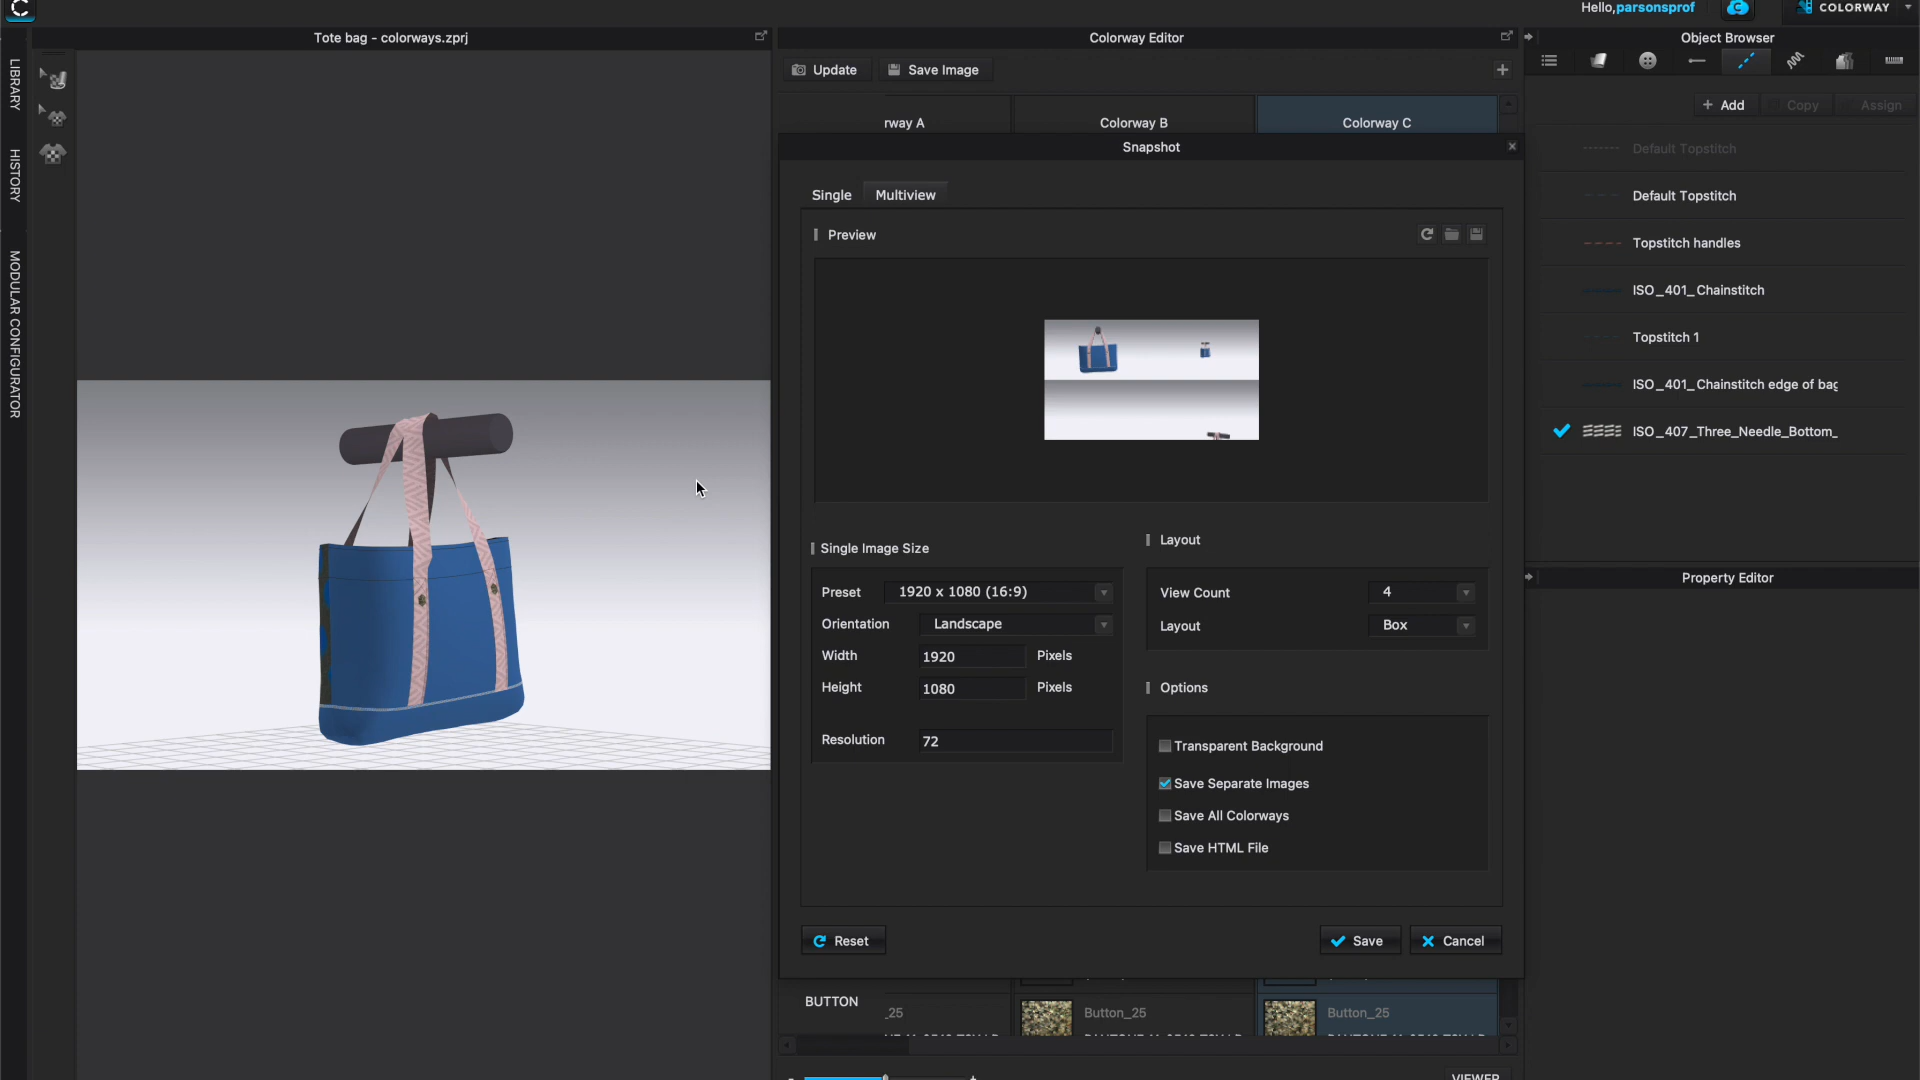 Hello,parsonsprof
COLORWAY
Tote bag - colorways.zprj
Colorway Editor
Object Browser
LIBRARY
HISTORY
MODULAR CONFIGURATOR
Update
Save Image
+ Add
Copy
Assign
rway A
Colorway B
Colorway C
Snapshot
Single
Multiview
Preview
Default Topstitch
Default Topstitch
Topstitch handles
ISO_401_Chainstitch
Topstitch 1
ISO_401_Chainstitch edge of bag
ISO_407_Three_Needle_Bottom_
Single Image Size
Preset
1920 x 1080 (16:9)
Orientation
Landscape
Width
1920
Pixels
Height
1080
Pixels
Resolution
72
Layout
View Count
4
Layout
Box
Options
Transparent Background
Save Separate Images
Save All Colorways
Save HTML File
Property Editor
Reset
Save
Cancel
BUTTON
_25
Button_25
Button_25
VIEWER